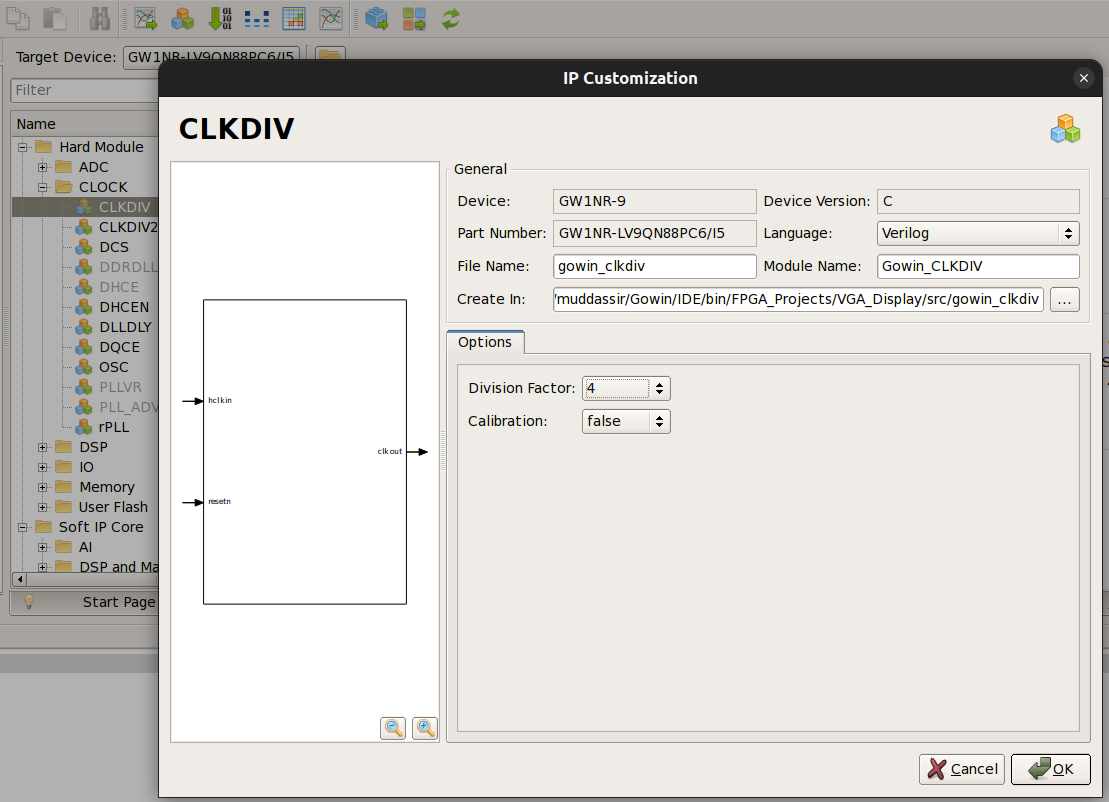 Target Device: GW1NR-LV9QN88PC6/I5
Filter
Name
Hard Module
ADC
CLOCK
CLKDIV
CLKDIV2
DCS
DDRDLL
DHCE
DHCEN
DLLDLY
DQCE
OSC
PLLVR
PLL_ADV
rPLL
DSP
IO
Memory
User Flash
Soft IP Core
AI
DSP and Ma
Start Page
IP Customization
CLKDIV
hclkin
clkout
resetn
General
Device: GW1NR-9 Device Version: C
Part Number: GW1NR-LV9QN88PC6/I5 Language: Verilog
File Name: gowin_clkdiv Module Name: Gowin_CLKDIV
Create In: /muddassir/Gowin/IDE/bin/FPGA_Projects/VGA_Display/src/gowin_clkdiv ...
Options
Division Factor: 4
Calibration: false
Cancel OK